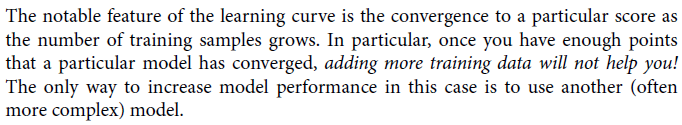 The notable feature of the learning curve is the convergence to a particular score as
the number of training samples grows. In particular, once you have enough points
that a particular model has converged, adding more training data will not help you!
The only way to increase model performance in this case is to use another (often
more complex) model.